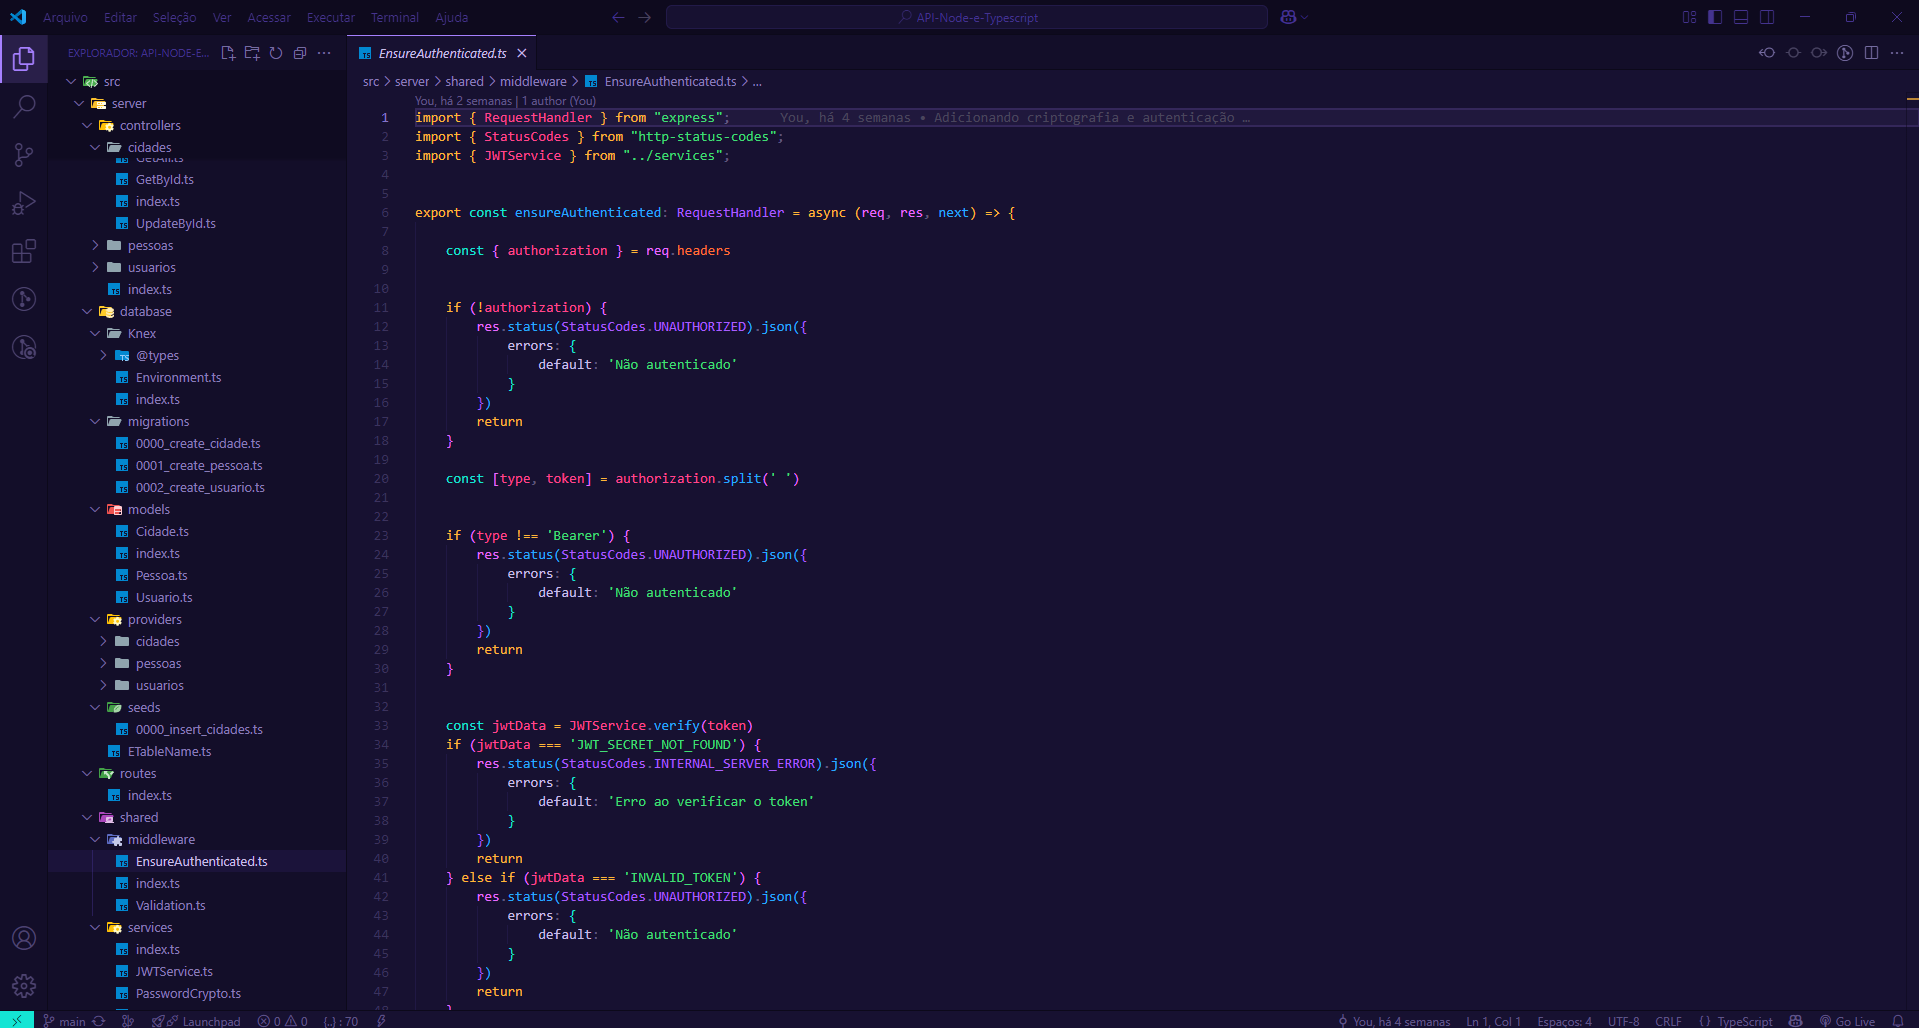 Arquivo Editar Seleção Ver Acessar Executar Terminal Ajuda
API-Node-e-Typescript
EXPLORADOR: API-NODE-E...
src
server
controllers
cidades
GetAll.ts
GetById.ts
index.ts
UpdateById.ts
pessoas
usuarios
index.ts
database
Knex
@types
Environment.ts
index.ts
migrations
0000_create_cidade.ts
0001_create_pessoa.ts
0002_create_usuario.ts
models
Cidade.ts
index.ts
Pessoa.ts
Usuario.ts
providers
cidades
pessoas
usuarios
seeds
0000_insert_cidades.ts
ETableName.ts
routes
index.ts
shared
middleware
EnsureAuthenticated.ts
index.ts
Validation.ts
services
index.ts
JWTService.ts
PasswordCrypto.ts
EnsureAuthenticated.ts
src > server > shared > middleware > EnsureAuthenticated.ts > ...
You, há 2 semanas | 1 author (You)
1 import { RequestHandler } from "express"; You, há 4 semanas • Adicionando criptografia e autenticação …
2 import { StatusCodes } from "http-status-codes";
3 import { JWTService } from "../services";
4
5
6 export const ensureAuthenticated: RequestHandler = async (req, res, next) => {
7
8 const { authorization } = req.headers
9
10
11 if (!authorization) {
12 res.status(StatusCodes.UNAUTHORIZED).json({
13 errors: {
14 default: 'Não autenticado'
15 }
16 })
17 return
18 }
19
20 const [type, token] = authorization.split(' ')
21
22
23 if (type !== 'Bearer') {
24 res.status(StatusCodes.UNAUTHORIZED).json({
25 errors: {
26 default: 'Não autenticado'
27 }
28 })
29 return
30 }
31
32
33 const jwtData = JWTService.verify(token)
34 if (jwtData === 'JWT_SECRET_NOT_FOUND') {
35 res.status(StatusCodes.INTERNAL_SERVER_ERROR).json({
36 errors: {
37 default: 'Erro ao verificar o token'
38 }
39 })
40 return
41 } else if (jwtData === 'INVALID_TOKEN') {
42 res.status(StatusCodes.UNAUTHORIZED).json({
43 errors: {
44 default: 'Não autenticado'
45 }
46 })
47 return
48 }
main Launchpad 0 0 {..} : 70
You, há 4 semanas Ln 1, Col 1 Espaços: 4 UTF-8 CRLF { } TypeScript Go Live